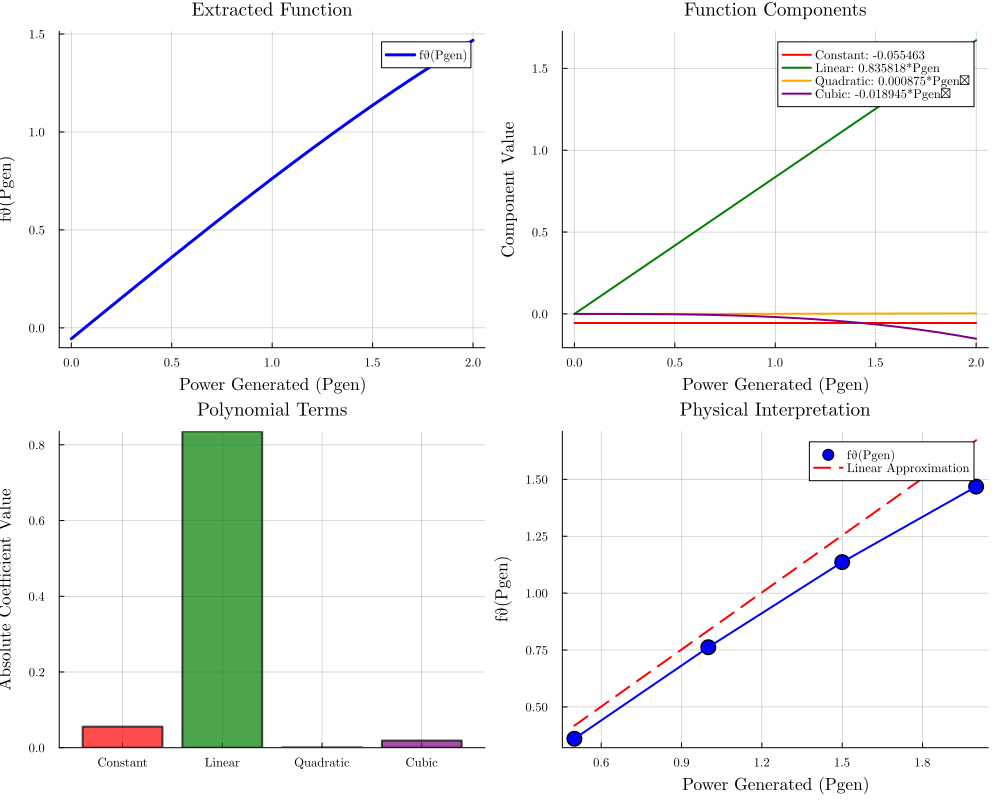 Extracted Function
fϑ(Pgen)
1.5
1.0
0.5
0.0
fϑ(Pgen)
0.0 0.5 1.0 1.5 2.0
Power Generated (Pgen)
Function Components
Constant: -0.055463
Linear: 0.835818*Pgen
Quadratic: 0.000875*Pgen
Cubic: -0.018945*Pgen
1.5
1.0
0.5
0.0
Component Value
0.0 0.5 1.0 1.5 2.0
Power Generated (Pgen)
Polynomial Terms
0.8
0.6
0.4
0.2
0.0
Absolute Coefficient Value
Constant Linear Quadratic Cubic
Physical Interpretation
fϑ(Pgen)
Linear Approximation
1.50
1.25
1.00
0.75
0.50
fϑ(Pgen)
0.6 0.9 1.2 1.5 1.8
Power Generated (Pgen)